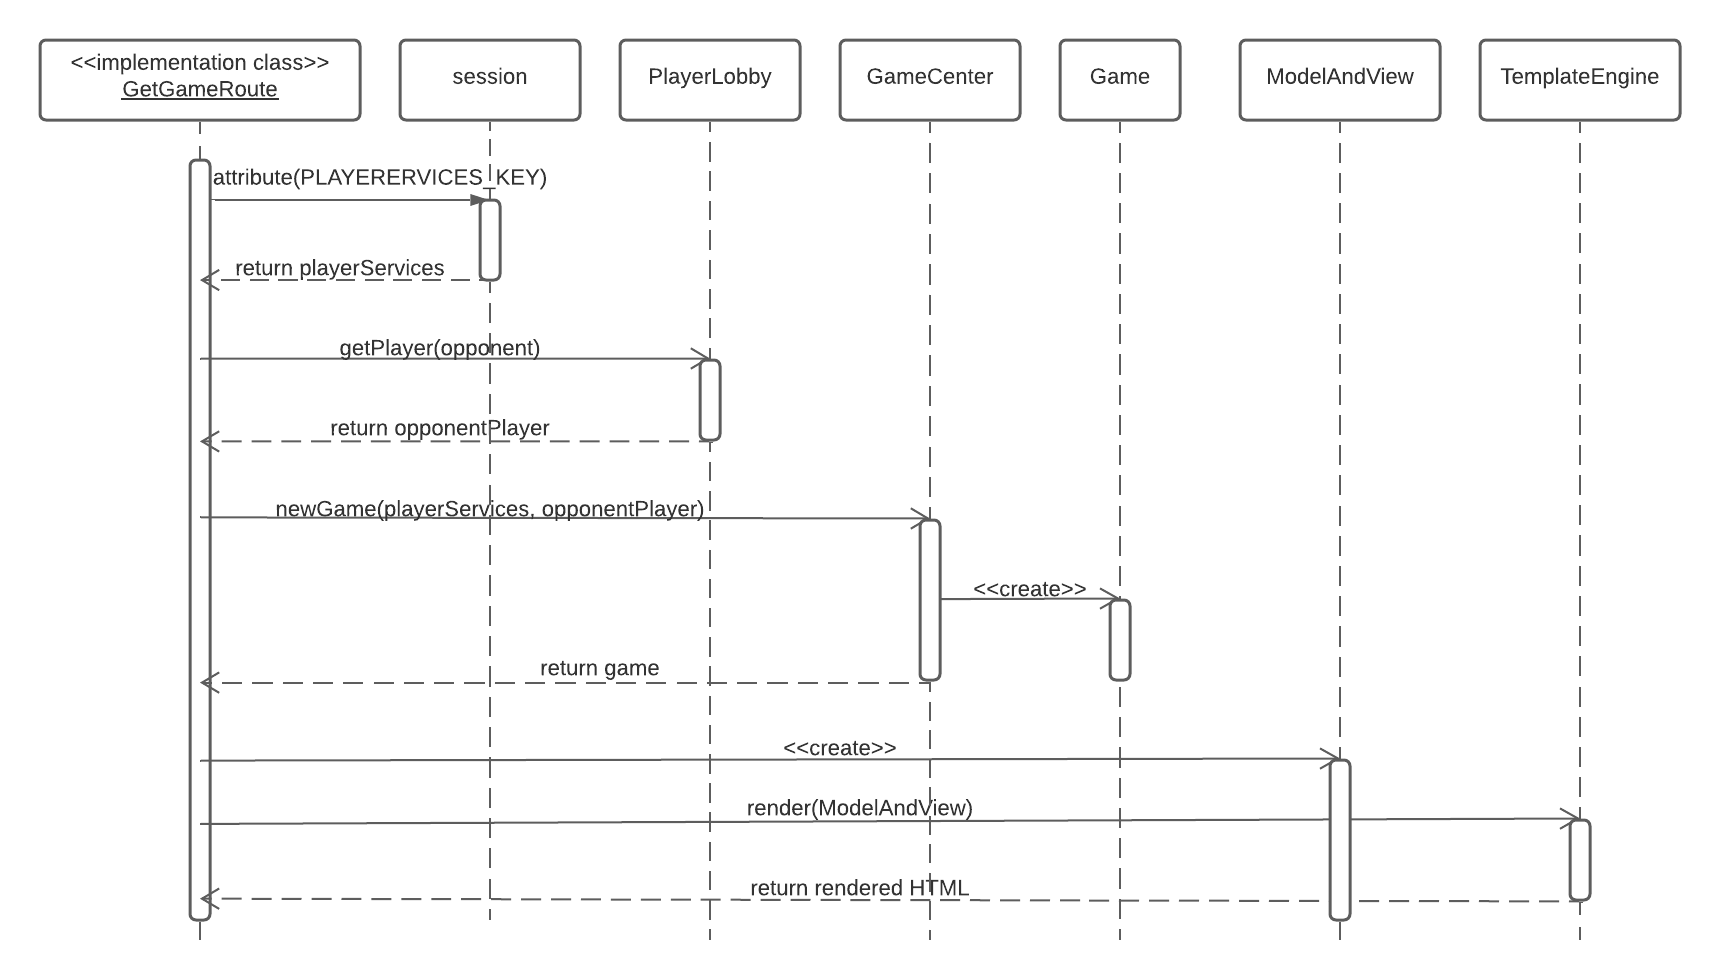 <<implementation class>>
GetGameRoute
session
PlayerLobby
GameCenter
Game
ModelAndView
TemplateEngine
attribute(PLAYERERVICES_KEY)
return playerServices
getPlayer(opponent)
return opponentPlayer
newGame(playerServices, opponentPlayer)
<<create>>
return game
<<create>>
render(ModelAndView)
return rendered HTML